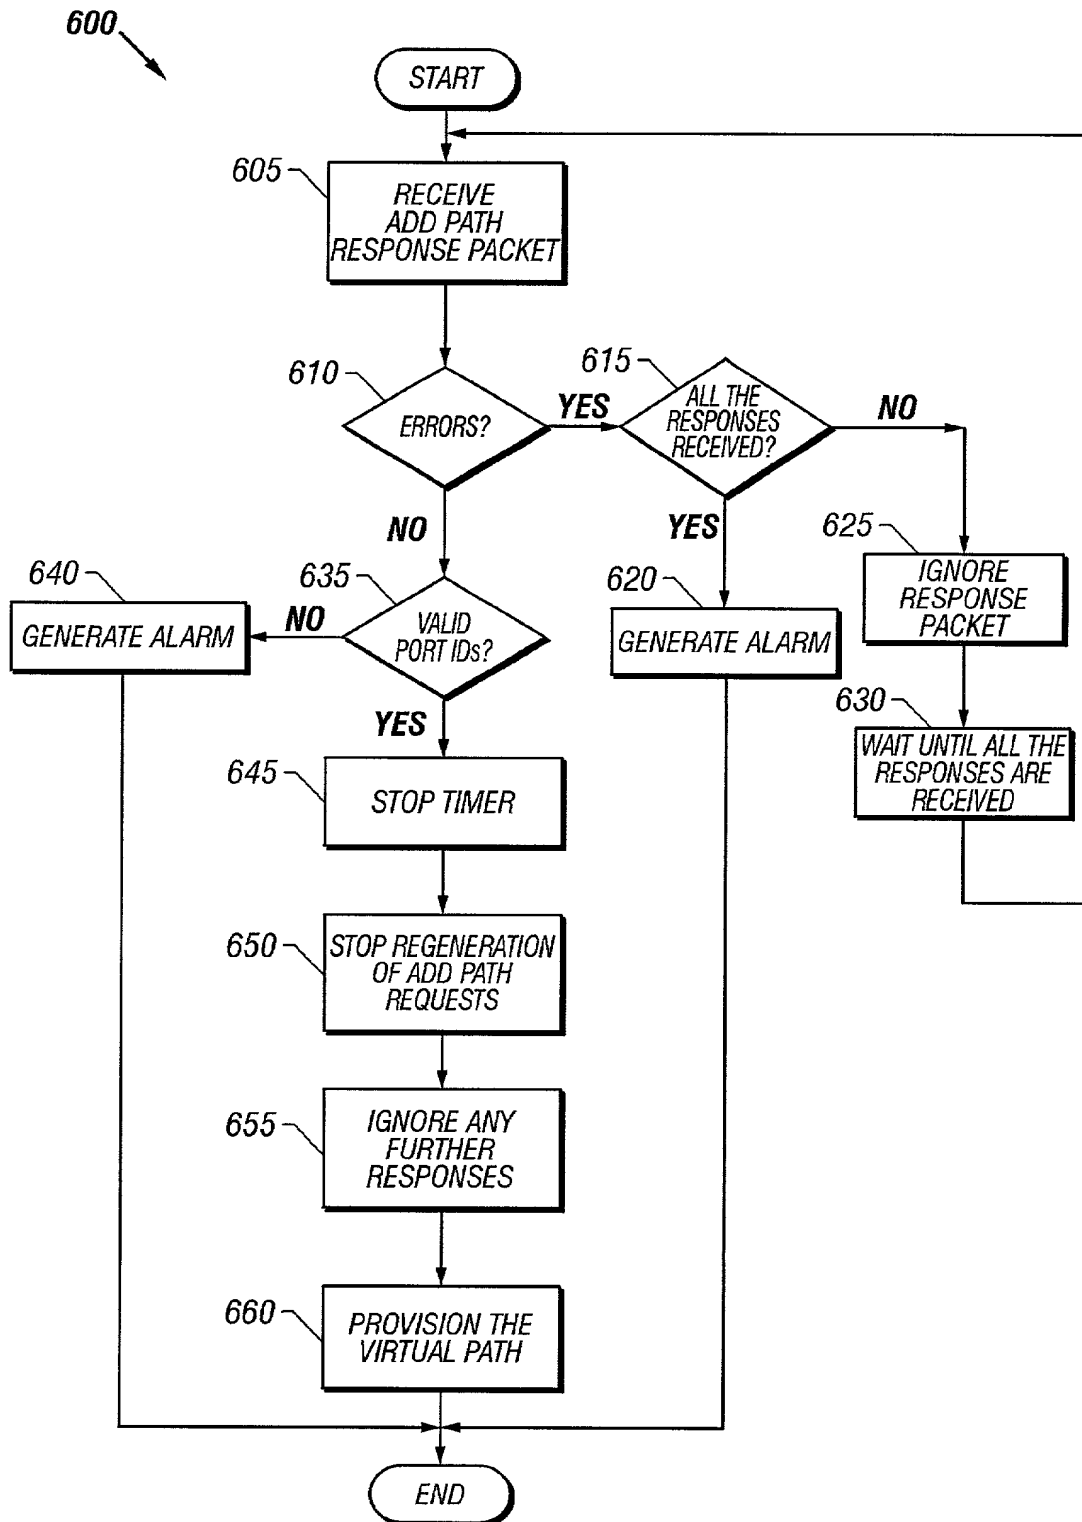 600
START
605
RECEIVE
ADD PATH
RESPONSE PACKET
610
ERRORS?
YES
615
ALL THE
RESPONSES
RECEIVED?
NO
NO
YES
625
IGNORE
RESPONSE
PACKET
640
GENERATE ALARM
NO
635
VALID
PORT IDs?
620
GENERATE ALARM
YES
630
WAIT UNTIL ALL THE
RESPONSES ARE
RECEIVED
645
STOP TIMER
650
STOP REGENERATION
OF ADD PATH
REQUESTS
655
IGNORE ANY
FURTHER
RESPONSES
660
PROVISION THE
VIRTUAL PATH
END